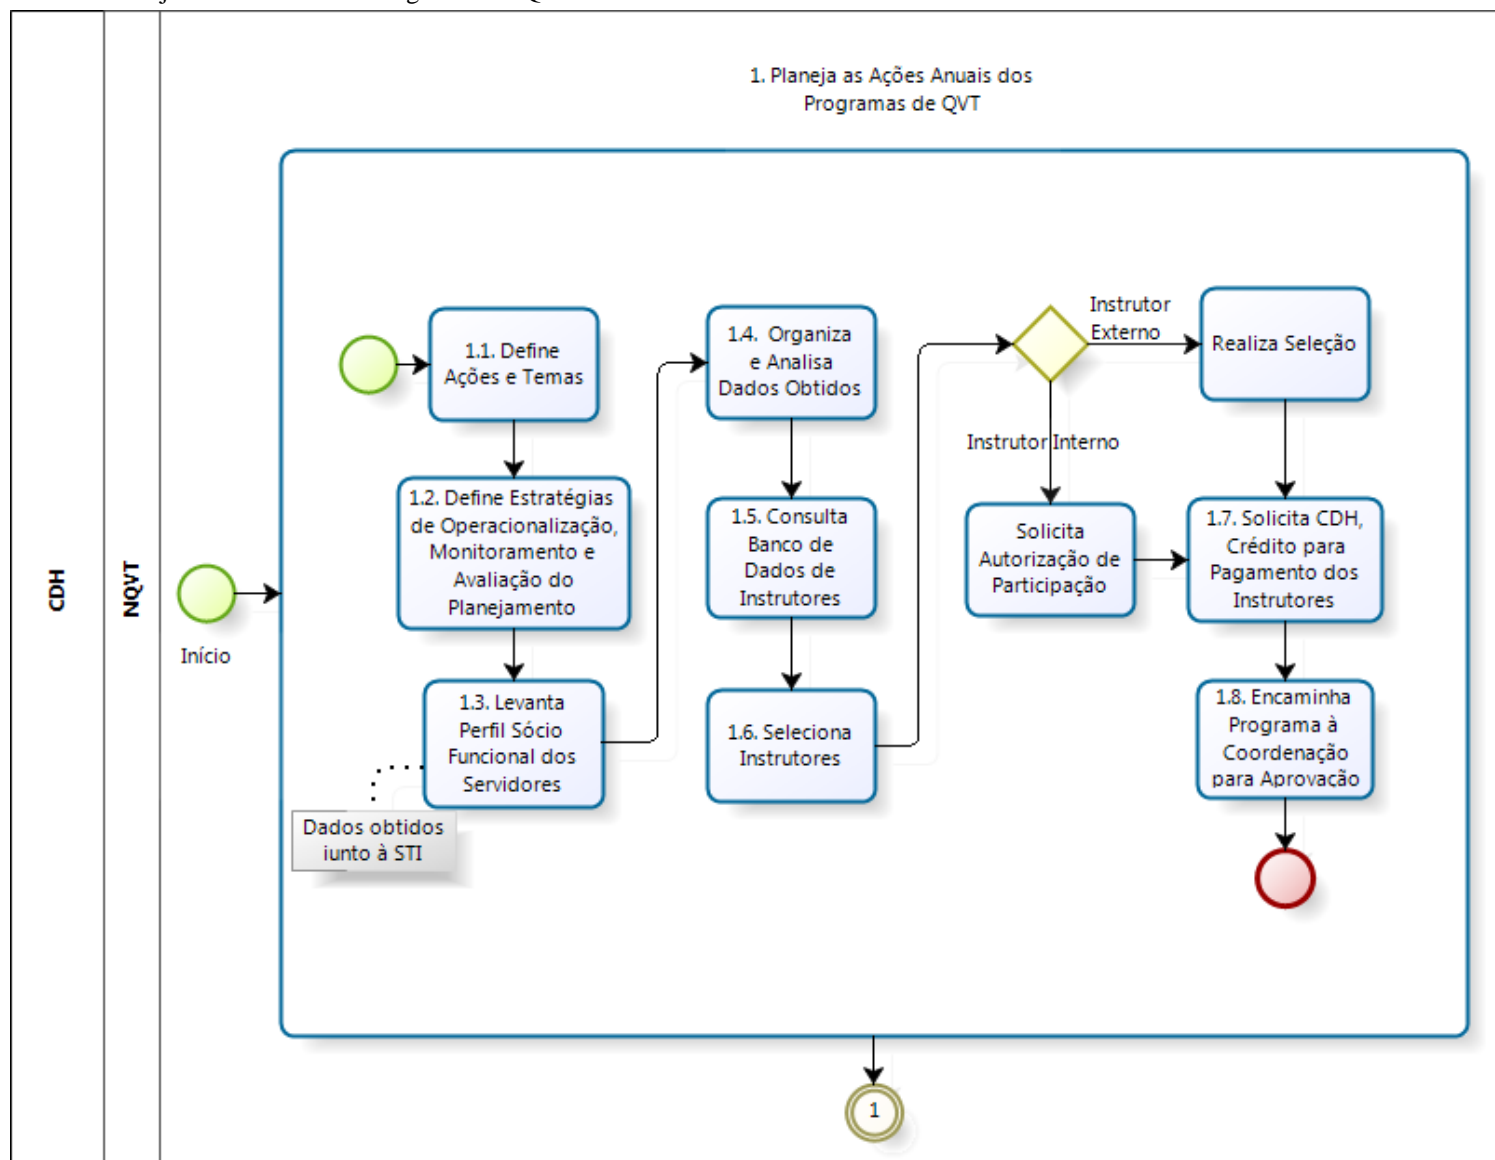 1. Planeja as Ações Anuais dos
Programas de QVT
CDH
NQVT
Início
1.1. Define
Ações e Temas
1.2. Define Estratégias
de Operacionalização,
Monitoramento e
Avaliação do
Planejamento
1.3. Levanta
Perfil Sócio
Funcional dos
Servidores
Dados obtidos
junto à STI
1.4. Organiza
e Analisa
Dados Obtidos
1.5. Consulta
Banco de
Dados de
Instrutores
1.6. Seleciona
Instrutores
Instrutor
Externo
Instrutor Interno
Realiza Seleção
Solicita
Autorização de
Participação
1.7. Solicita CDH,
Crédito para
Pagamento dos
Instrutores
1.8. Encaminha
Programa à
Coordenação
para Aprovação
1